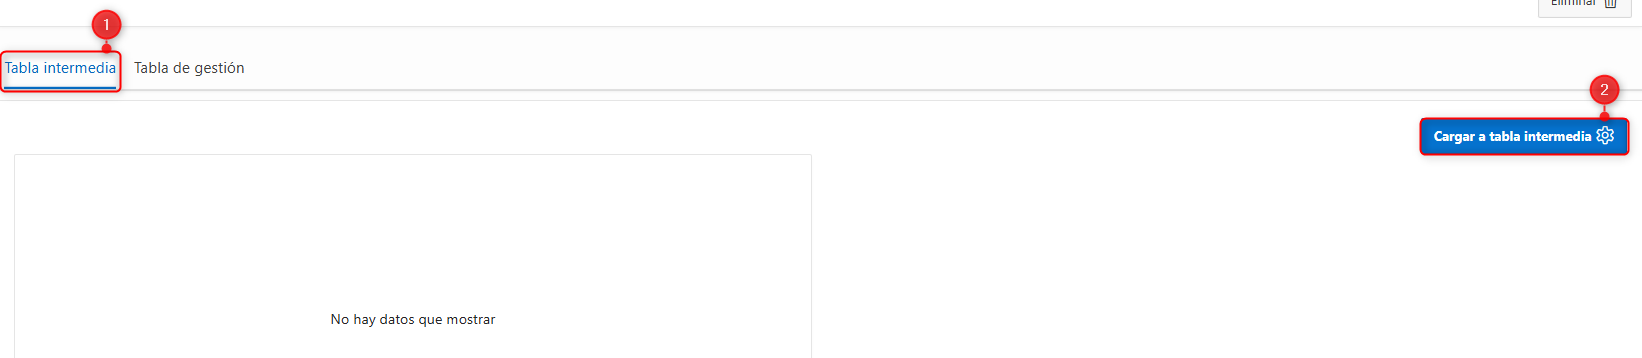 Eliminar
1
Tabla intermedia
Tabla de gestión
2
Cargar a tabla intermedia
No hay datos que mostrar